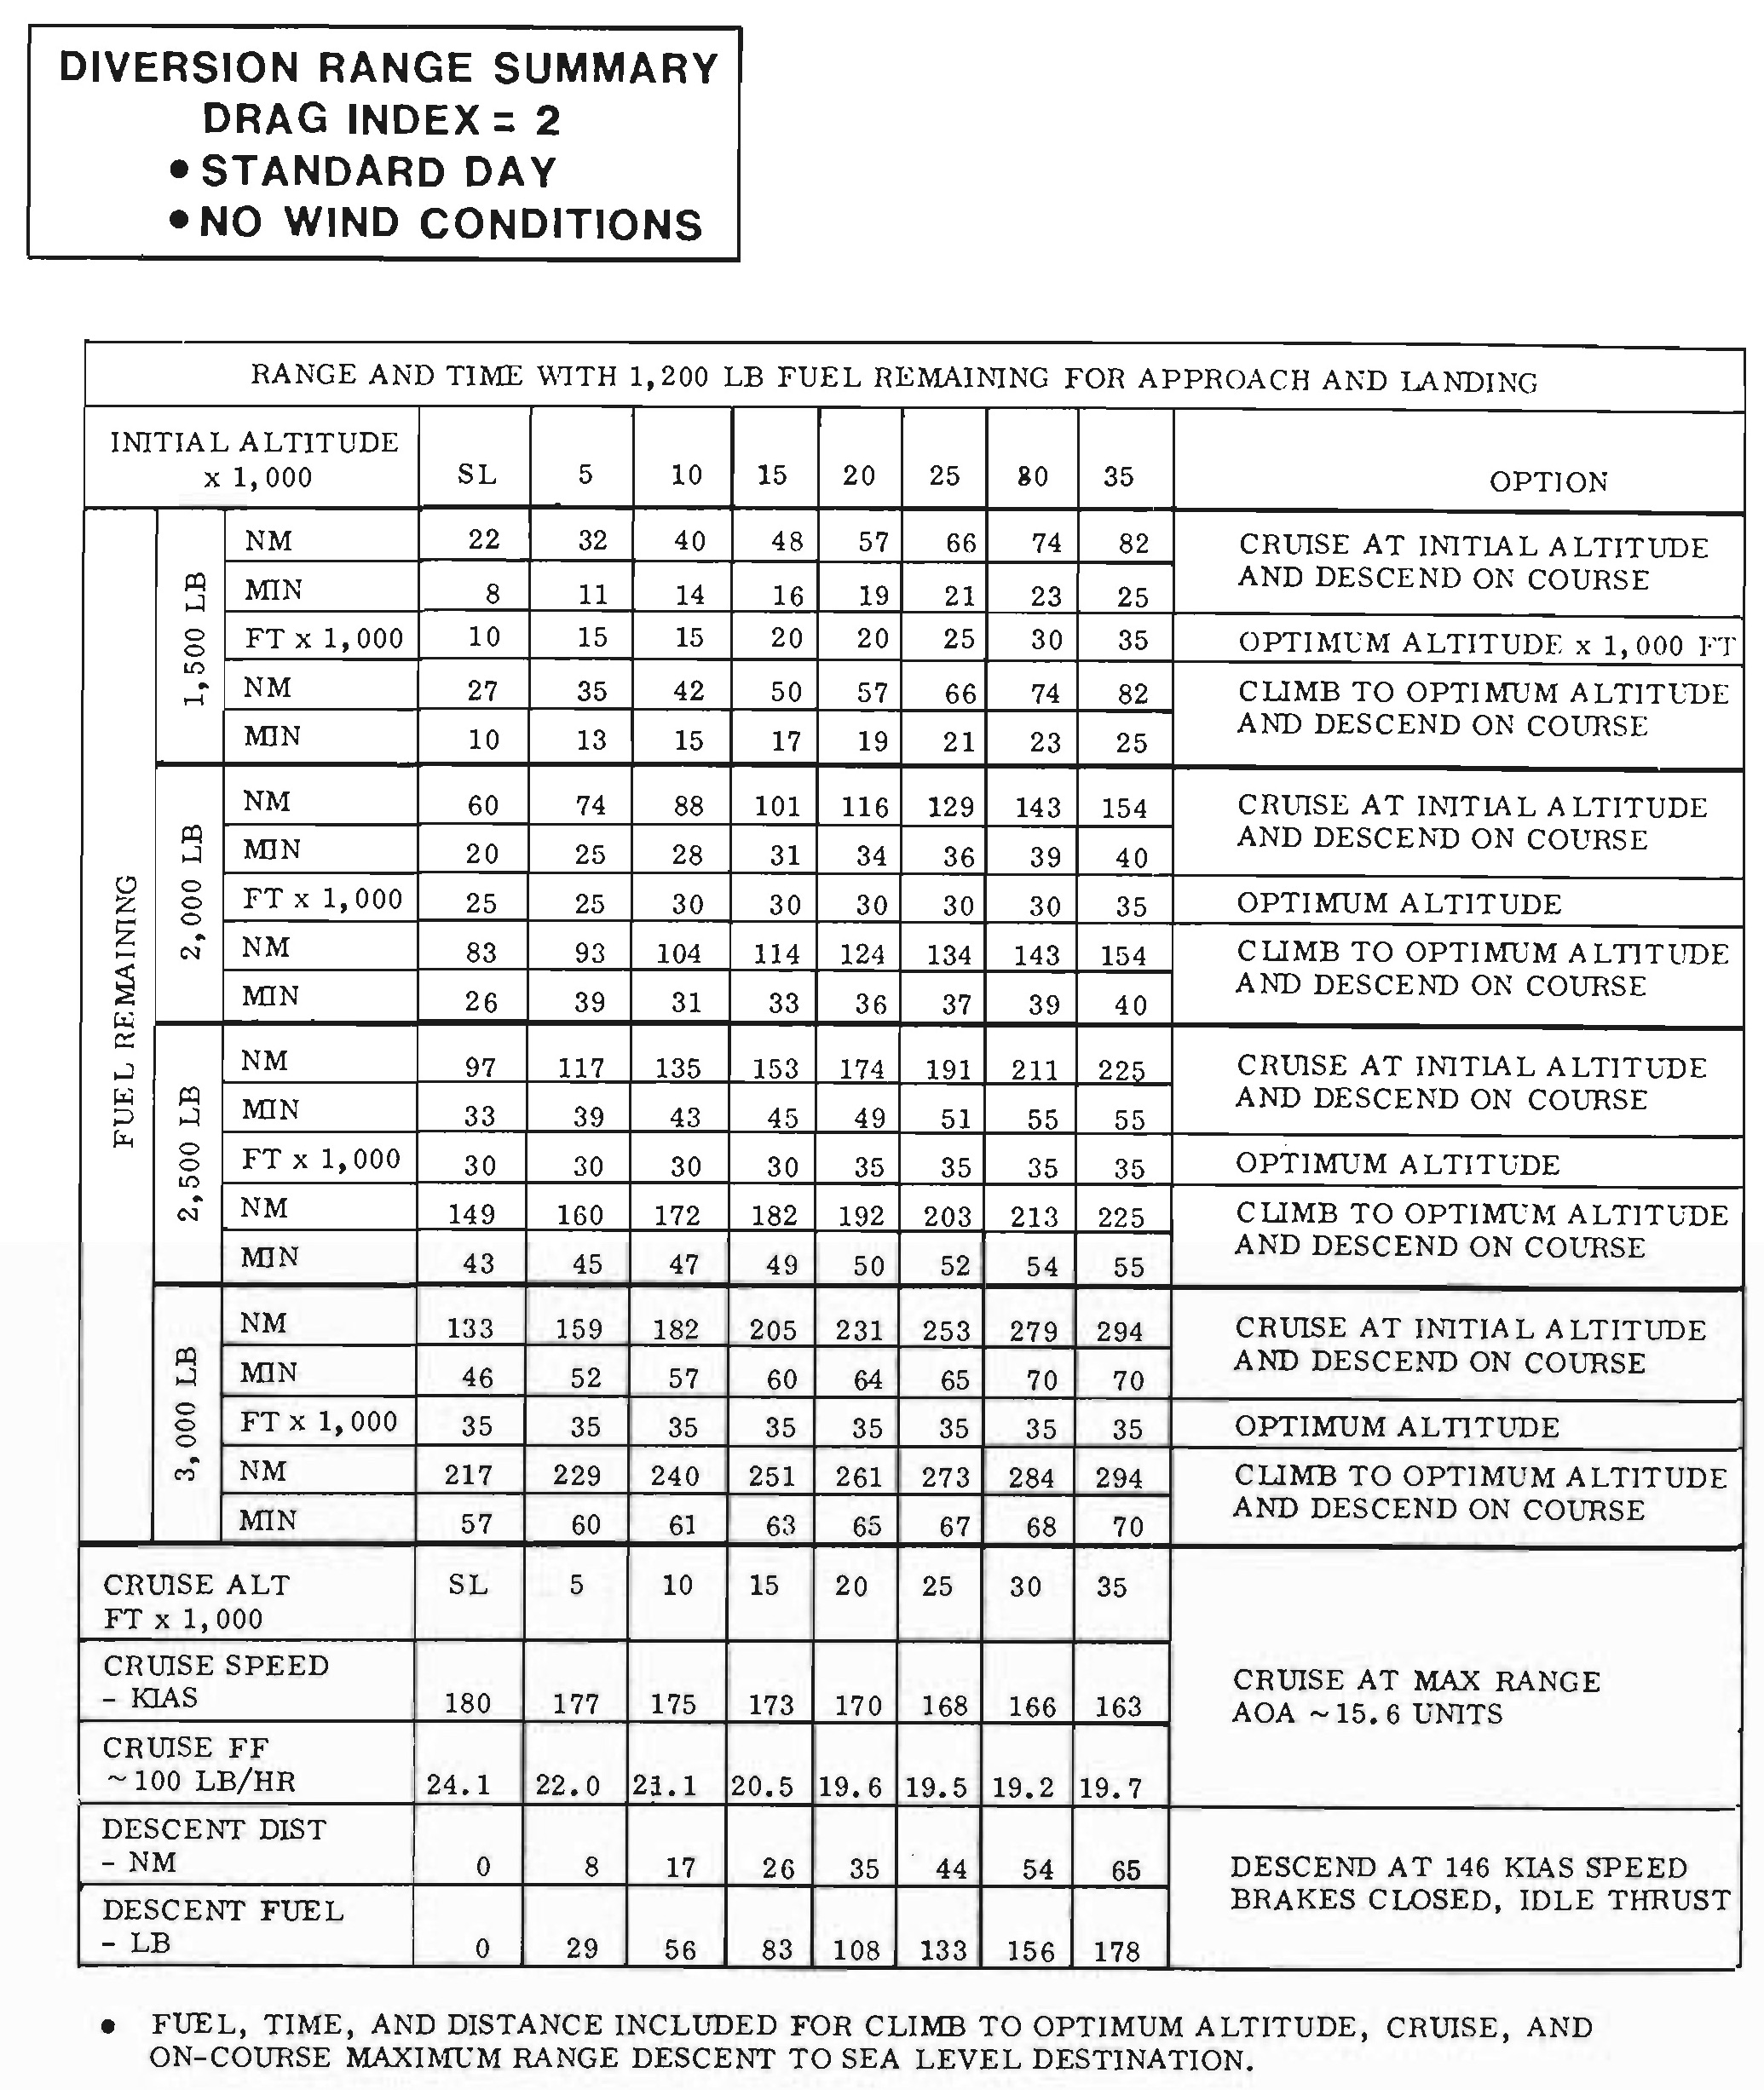 DIVERSION RANGE SUMMARY
DRAG INDEX = 2
• STANDARD DAY
• NO WIND CONDITIONS
RANGE AND TIME WITH 1,200 LB FUEL REMAINING FOR APPROACH AND LANDING
INITIAL ALTITUDE
x 1,000 SL 5 10 15 20 25 30 35 OPTION
FUEL REMAINING
1,500 LB
NM 22 32 40 48 57 66 74 82 CRUISE AT INITIAL ALTITUDE
MIN 8 11 14 16 19 21 23 25 AND DESCEND ON COURSE
FT x 1,000 10 15 15 20 20 25 30 35 OPTIMUM ALTITUDE x 1,000 FT
NM 27 35 42 50 57 66 74 82 CLIMB TO OPTIMUM ALTITUDE
MIN 10 13 15 17 19 21 23 25 AND DESCEND ON COURSE
2,000 LB
NM 60 74 88 101 116 129 143 154 CRUISE AT INITIAL ALTITUDE
MIN 20 25 28 31 34 36 39 40 AND DESCEND ON COURSE
FT x 1,000 25 25 30 30 30 30 30 35 OPTIMUM ALTITUDE
NM 83 93 104 114 124 134 143 154 CLIMB TO OPTIMUM ALTITUDE
MIN 26 39 31 33 36 37 39 40 AND DESCEND ON COURSE
2,500 LB
NM 97 117 135 153 174 191 211 225 CRUISE AT INITIAL ALTITUDE
MIN 33 39 43 45 49 51 55 55 AND DESCEND ON COURSE
FT x 1,000 30 30 30 30 35 35 35 35 OPTIMUM ALTITUDE
NM 149 160 172 182 192 203 213 225 CLIMB TO OPTIMUM ALTITUDE
MIN 43 45 47 49 50 52 54 55 AND DESCEND ON COURSE
3,000 LB
NM 133 159 182 205 231 253 279 294 CRUISE AT INITIAL ALTITUDE
MIN 46 52 57 60 64 65 70 70 AND DESCEND ON COURSE
FT x 1,000 35 35 35 35 35 35 35 35 OPTIMUM ALTITUDE
NM 217 229 240 251 261 273 284 294 CLIMB TO OPTIMUM ALTITUDE
MIN 57 60 61 63 65 67 68 70 AND DESCEND ON COURSE
CRUISE ALT SL 5 10 15 20 25 30 35
FT x 1,000
CRUISE SPEED CRUISE AT MAX RANGE
- KIAS 180 177 175 173 170 168 166 163 AOA ~15.6 UNITS
CRUISE FF
~100 LB/HR 24.1 22.0 21.1 20.5 19.6 19.5 19.2 19.7
DESCENT DIST
- NM 0 8 17 26 35 44 54 65 DESCEND AT 146 KIAS SPEED
DESCENT FUEL BRAKES CLOSED, IDLE THRUST
- LB 0 29 56 83 108 133 156 178
• FUEL, TIME, AND DISTANCE INCLUDED FOR CLIMB TO OPTIMUM ALTITUDE, CRUISE, AND
ON-COURSE MAXIMUM RANGE DESCENT TO SEA LEVEL DESTINATION.